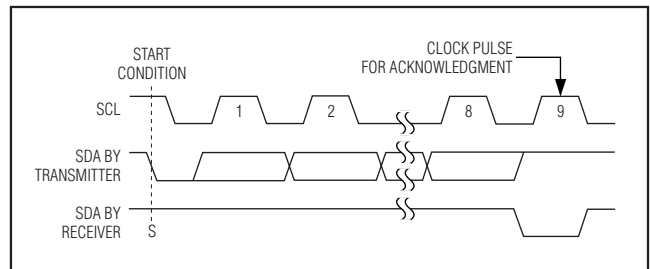 START
CONDITION
CLOCK PULSE
FOR ACKNOWLEDGMENT
SCL
1
2
8
9
SDA BY
TRANSMITTER
SDA BY
RECEIVER
S